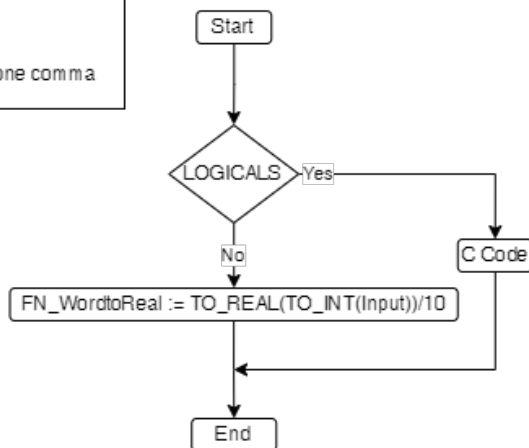 Start
one comma
LOGICALS
Yes
No
C Code
FN_WordtoReal := TO_REAL(TO_INT(Input))/10
End